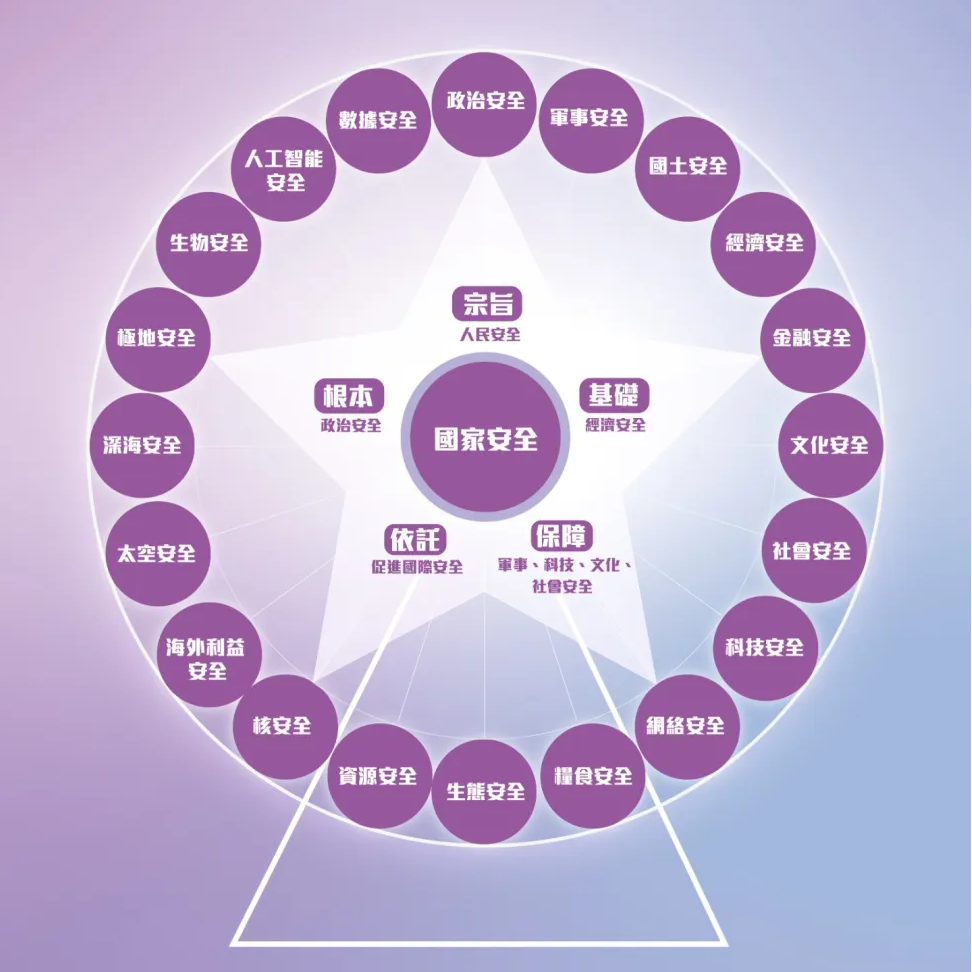 政治安全
軍事安全
國土安全
經濟安全
金融安全
文化安全
社會安全
科技安全
網絡安全
糧食安全
生態安全
資源安全
核安全
海外利益
安全
太空安全
深海安全
極地安全
生物安全
人工智能
安全
數據安全
宗旨
人民安全
根本
政治安全
基礎
經濟安全
國家安全
依託
促進國際安全
保障
軍事、科技、文化、
社會安全